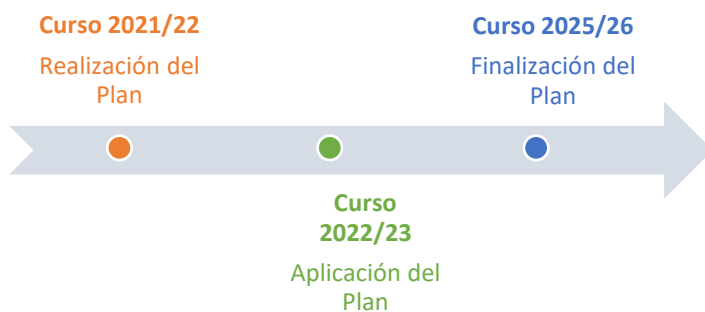 Curso 2021/22
Realización del
Plan
Curso 2025/26
Finalización del
Plan
Curso
2022/23
Aplicación del
Plan